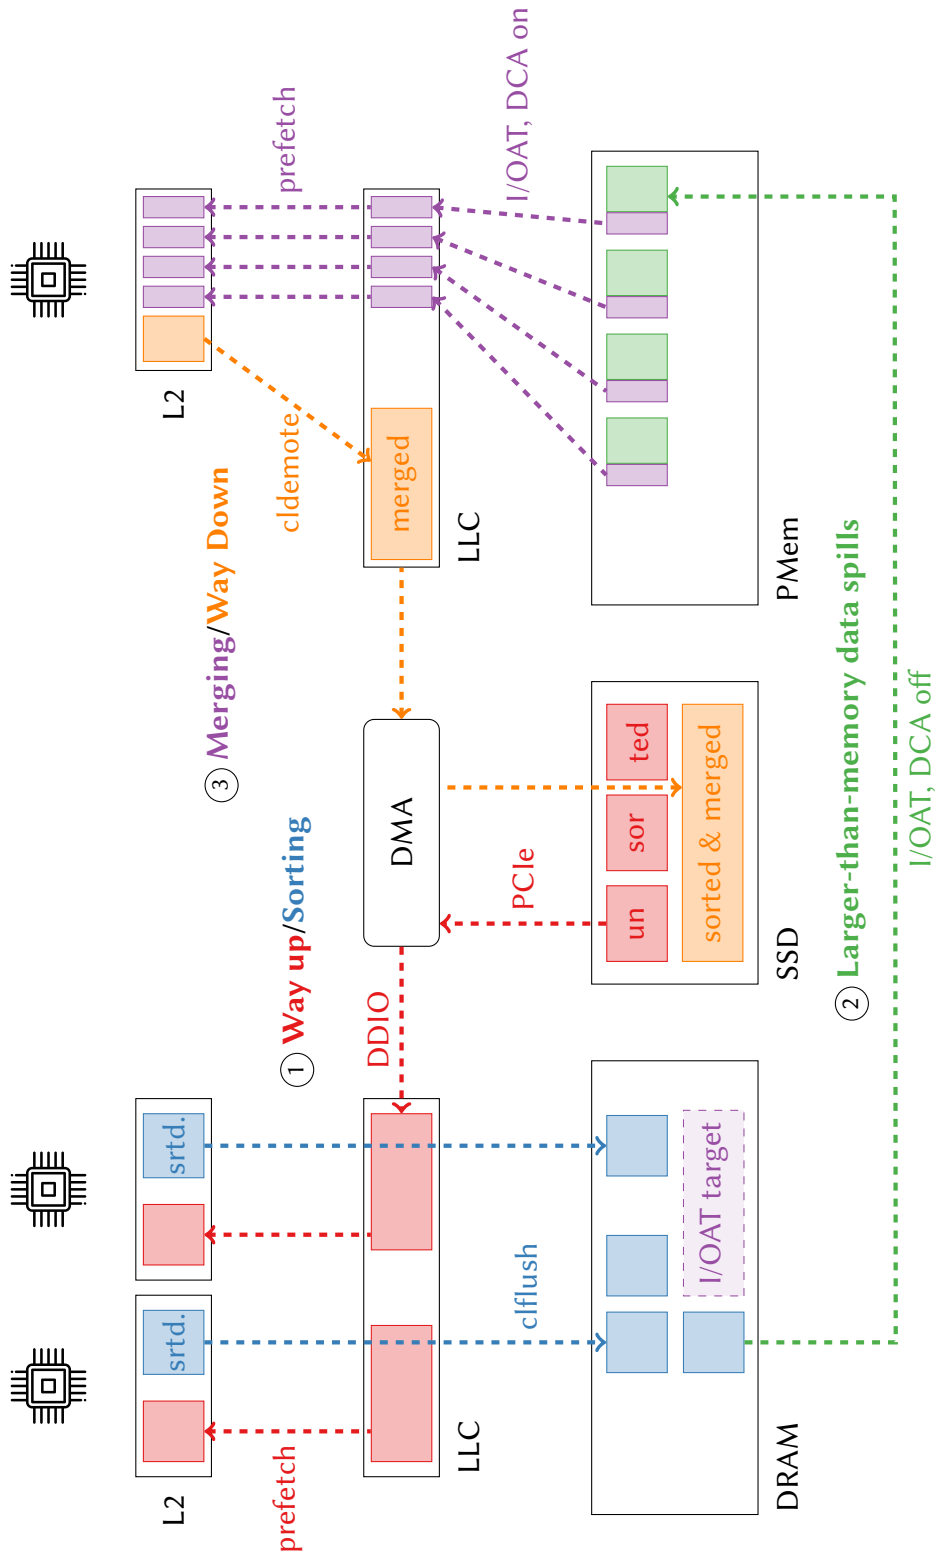 L2
srtd.
srtd.
prefetch
LLC
1 Way up/Sorting
DDIO
clflush
DRAM
I/OAT target
DMA
PCIe
SSD
un
sor
ted
sorted & merged
2 Larger-than-memory data spills
I/OAT, DCA off
3 Merging/Way Down
L2
cldemote
prefetch
merged
LLC
I/OAT, DCA on
PMem